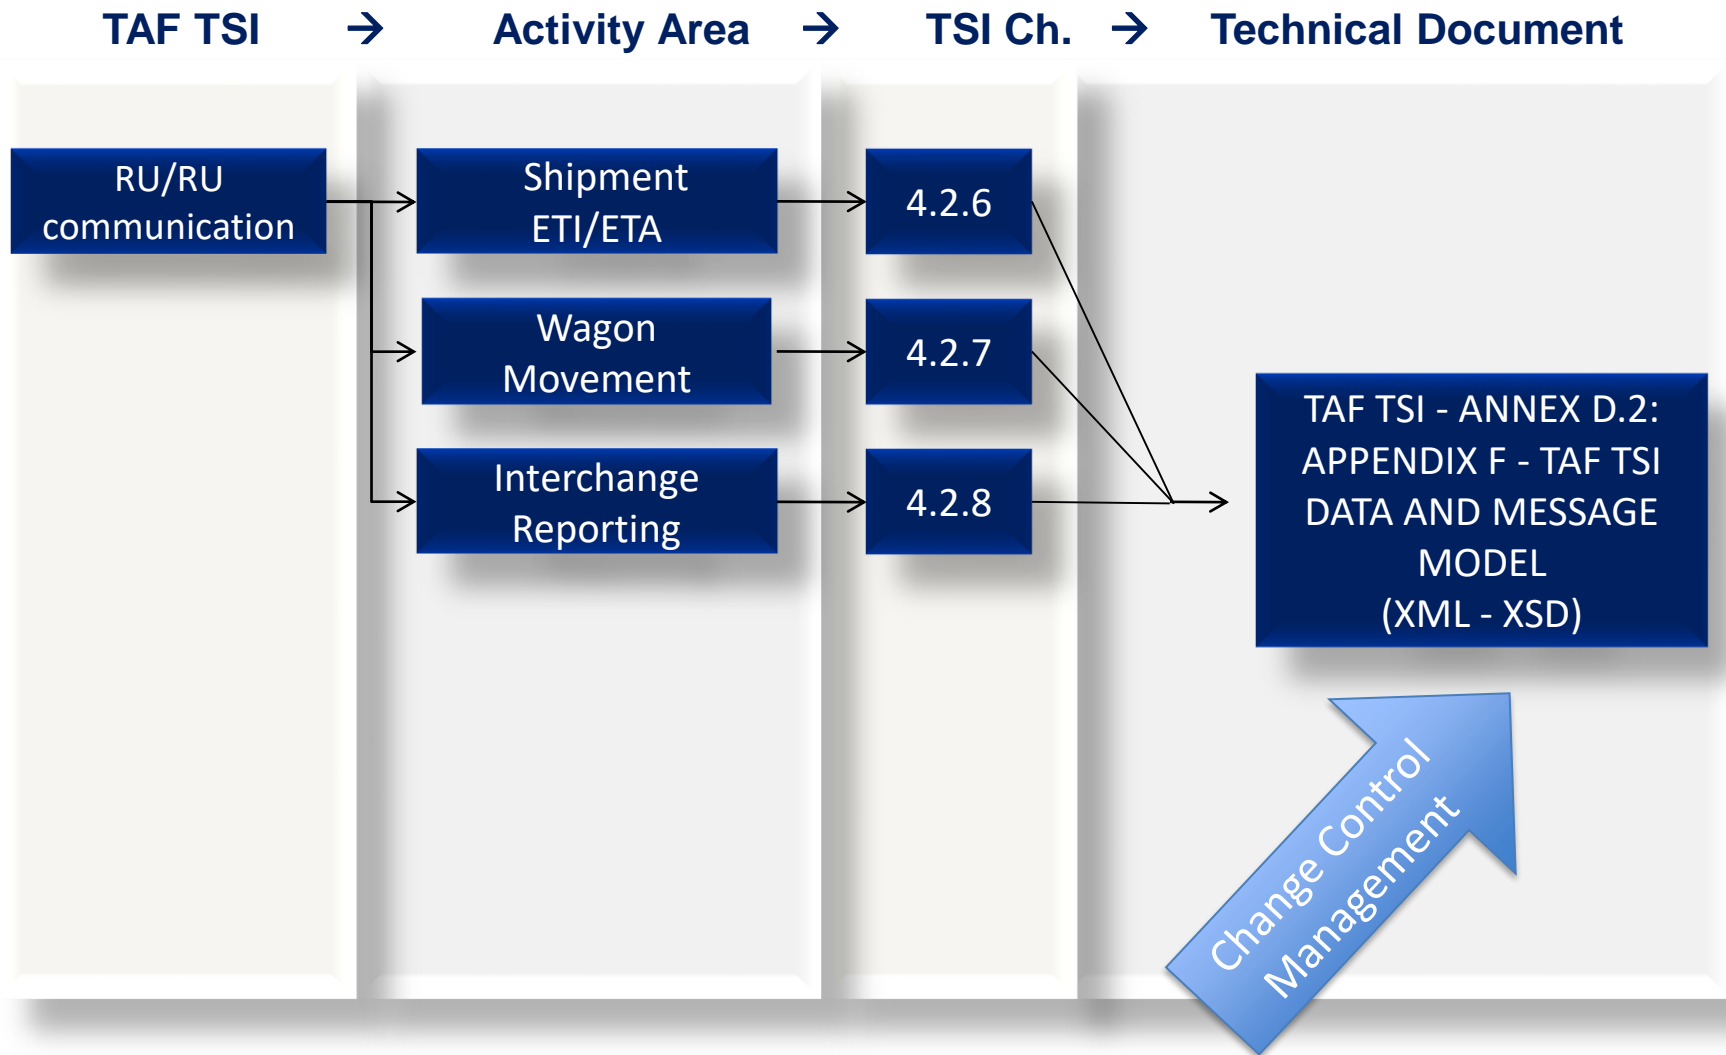 TAF TSI → Activity Area → TSI Ch. → Technical Document
RU/RU
communication
Shipment
ETI/ETA
4.2.6
Wagon
Movement
4.2.7
Interchange
Reporting
4.2.8
TAF TSI - ANNEX D.2:
APPENDIX F - TAF TSI
DATA AND MESSAGE
MODEL
(XML - XSD)
Change Control
Management